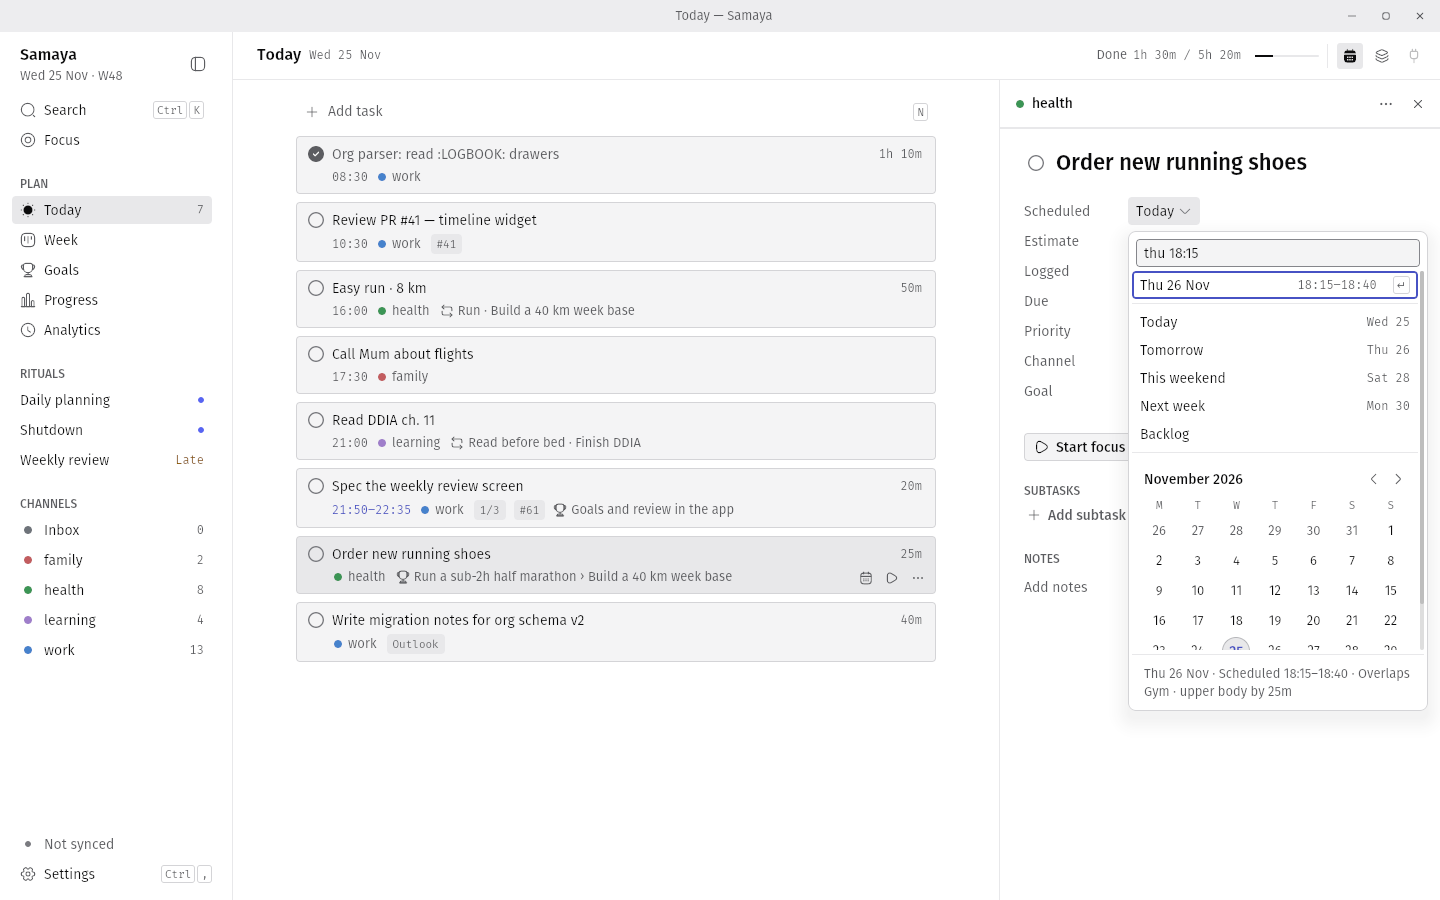 Today — Samaya
Samaya
Wed 25 Nov · W48
Search Ctrl K
Focus
PLAN
Today 7
Week
Goals
Progress
Analytics
RITUALS
Daily planning
Shutdown
Weekly review Late
CHANNELS
Inbox 0
family 2
health 8
learning 4
work 13
Not synced
Settings Ctrl ,
Today Wed 25 Nov
Done 1h 30m / 5h 20m
Add task N
Org parser: read :LOGBOOK: drawers 1h 10m
08:30 work
Review PR #41 — timeline widget
10:30 work #41
Easy run · 8 km 50m
16:00 health Run · Build a 40 km week base
Call Mum about flights
17:30 family
Read DDIA ch. 11
21:00 learning Read before bed · Finish DDIA
Spec the weekly review screen 20m
21:50–22:35 work 1/3 #61 Goals and review in the app
Order new running shoes 25m
health Run a sub-2h half marathon › Build a 40 km week base
Write migration notes for org schema v2 40m
work Outlook
health
Order new running shoes
Scheduled Today
Estimate
Logged
Due
Priority
Channel
Goal
Start focus
SUBTASKS
Add subtask
NOTES
Add notes
thu 18:15
Thu 26 Nov 18:15–18:40 ↵
Today Wed 25
Tomorrow Thu 26
This weekend Sat 28
Next week Mon 30
Backlog
November 2026
M T W T F S S
26 27 28 29 30 31 1
2 3 4 5 6 7 8
9 10 11 12 13 14 15
16 17 18 19 20 21 22
23 24 25 26 27 28 29
Thu 26 Nov · Scheduled 18:15–18:40 · Overlaps
Gym · upper body by 25m